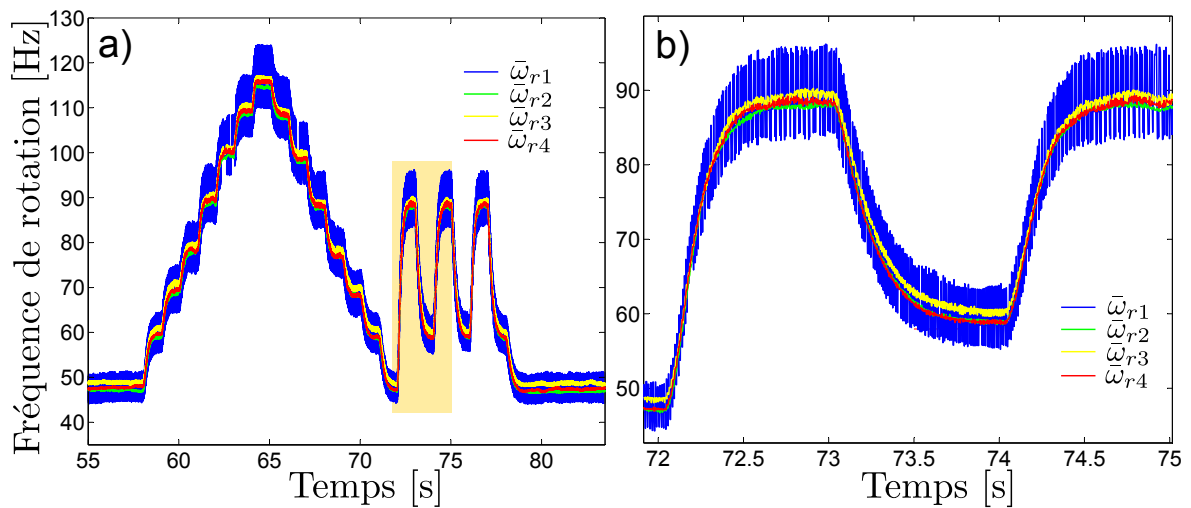 a)
Fréquence de rotation [Hz]
130
120
110
100
90
80
70
60
50
40
ω̄r1
ω̄r2
ω̄r3
ω̄r4
55 60 65 70 75 80
Temps [s]
b)
90
80
70
60
50
ω̄r1
ω̄r2
ω̄r3
ω̄r4
72 72.5 73 73.5 74 74.5 75
Temps [s]